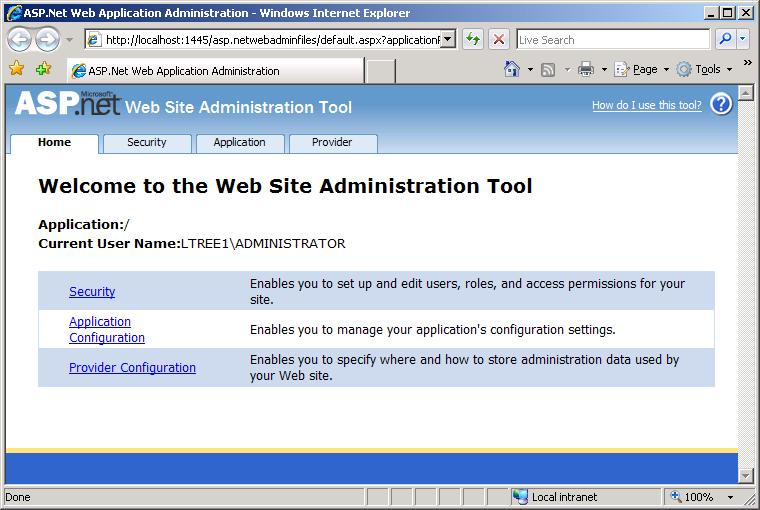 ASP.Net Web Application Administration - Windows Internet Explorer
http://localhost:1445/asp.netwebadminfiles/default.aspx?application
Live Search
ASP.Net Web Application Administration
Page
Tools
»
Microsoft
ASP.net Web Site Administration Tool
How do I use this tool? ?
Home Security Application Provider
Welcome to the Web Site Administration Tool
Application:/
Current User Name:LTREE1\ADMINISTRATOR
Security
Enables you to set up and edit users, roles, and access permissions for your
site.
Application
Configuration
Enables you to manage your application's configuration settings.
Provider Configuration
Enables you to specify where and how to store administration data used by
your Web site.
Done
Local intranet
100%